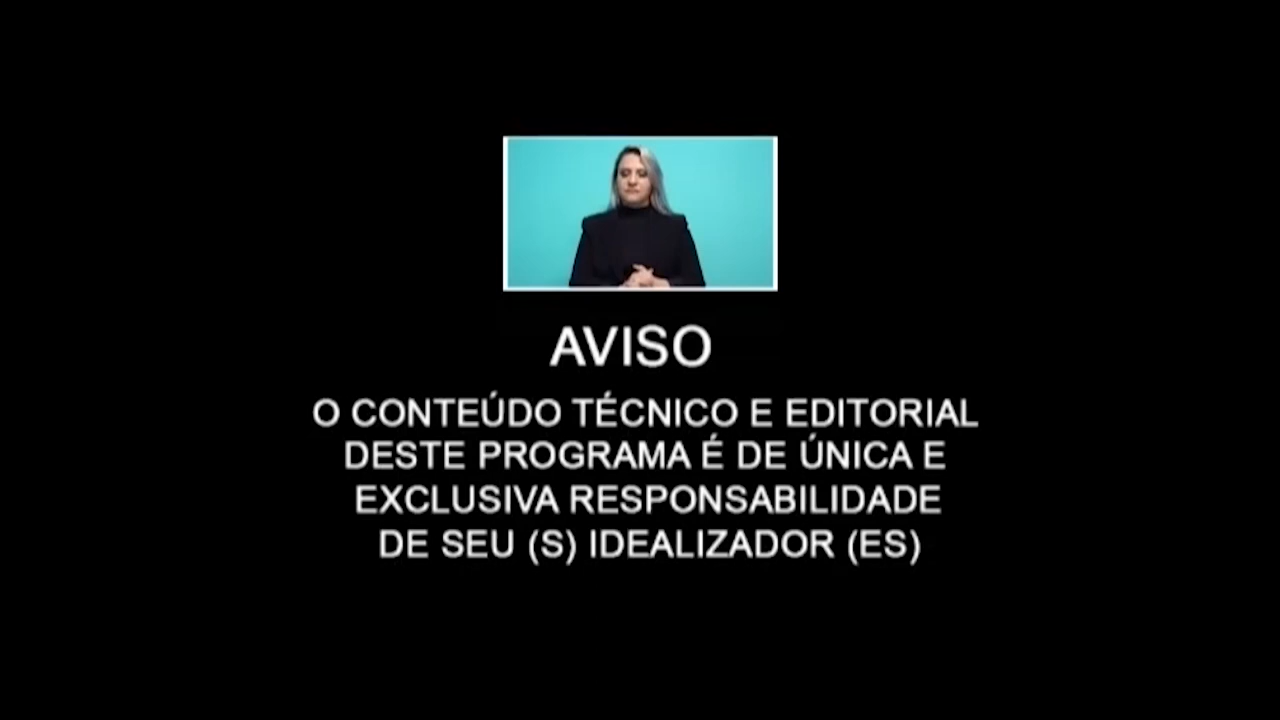 AVISO
O CONTEÚDO TÉCNICO E EDITORIAL
DESTE PROGRAMA É DE ÚNICA E
EXCLUSIVA RESPONSABILIDADE
DE SEU (S) IDEALIZADOR (ES)